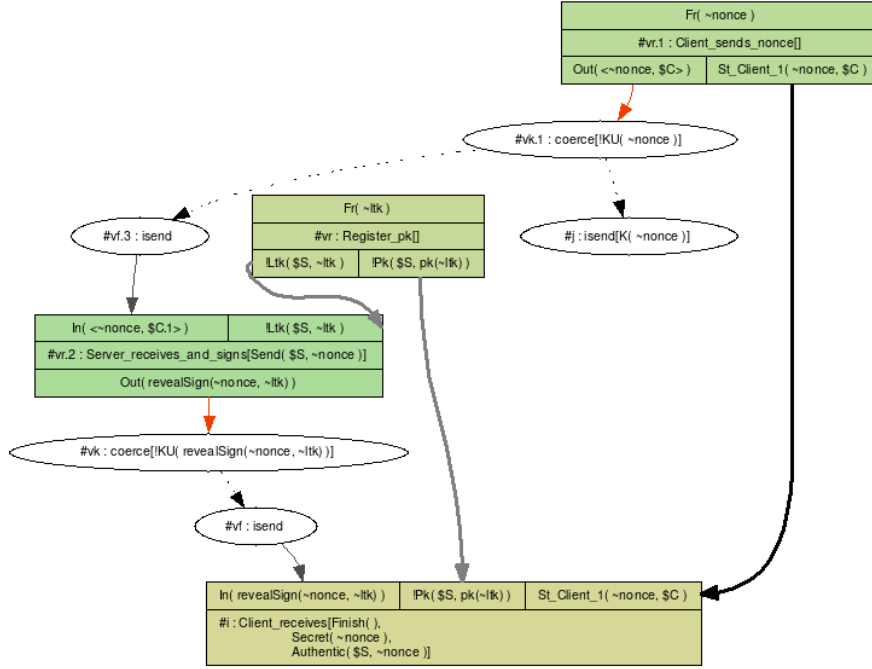 Fr( ~nonce )
#vr.1 : Client_sends_nonce[]
Out( <~nonce, $C> ) St_Client_1( ~nonce, $C )
#vk.1 : coerce[!KU( ~nonce )]
Fr( ~ltk )
#vf.3 : isend #vr : Register_pk[] #j : isend[K( ~nonce )]
!Ltk( $S, ~ltk ) !Pk( $S, pk(~ltk) )
In( <~nonce, $C.1> ) !Ltk( $S, ~ltk )
#vr.2 : Server_receives_and_signs[Send( $S, ~nonce )]
Out( revealSign(~nonce, ~ltk) )
#vk : coerce[!KU( revealSign(~nonce, ~ltk) )]
#vf : isend
In( revealSign(~nonce, ~ltk) ) !Pk( $S, pk(~ltk) ) St_Client_1( ~nonce, $C )
#i : Client_receives[Finish( ),
Secret( ~nonce ),
Authentic( $S, ~nonce )]